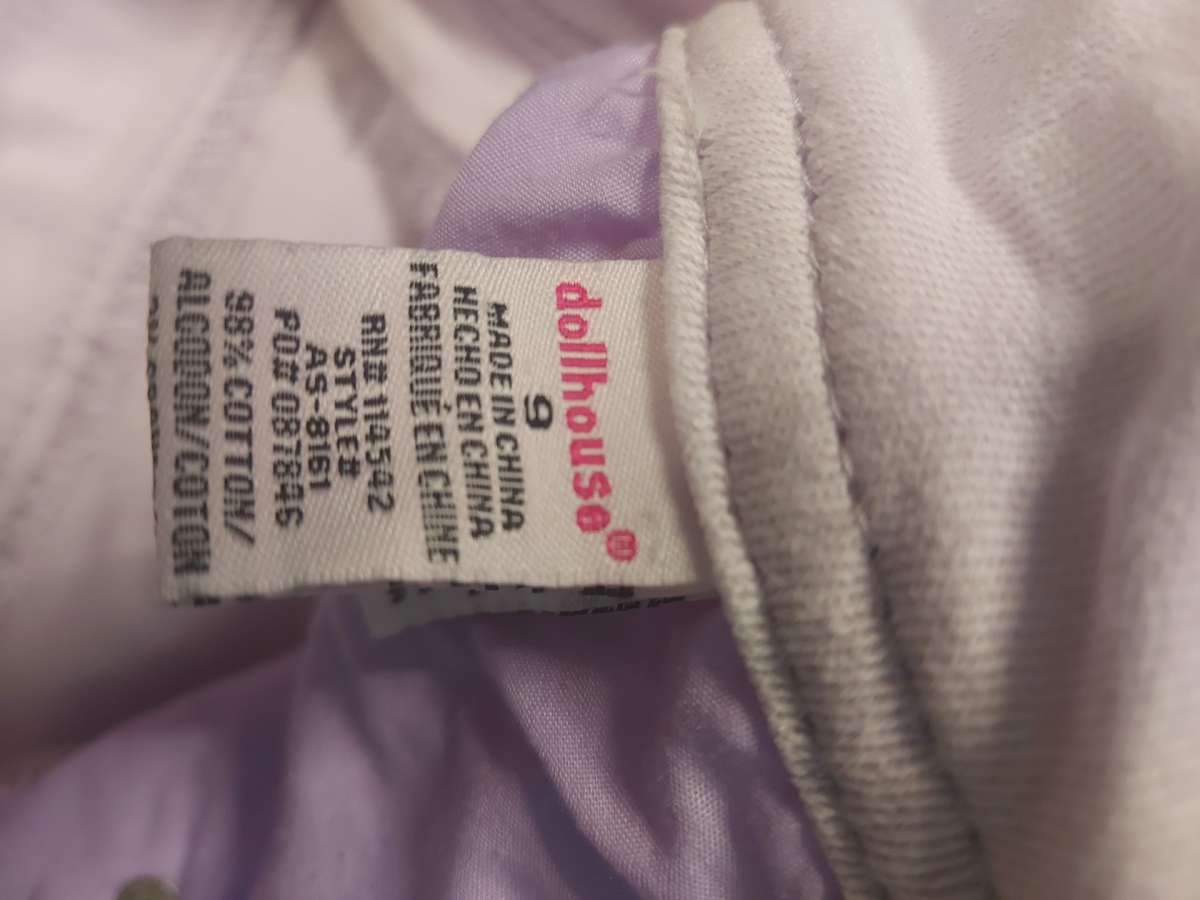 dollhouse®
9
MADE IN CHINA
HECHO EN CHINA
FABRIQUÉ EN CHINE
RN# 114542
STYLE#
AS-8161
PO# 087846
98% COTTON/
ALGODON/COTON